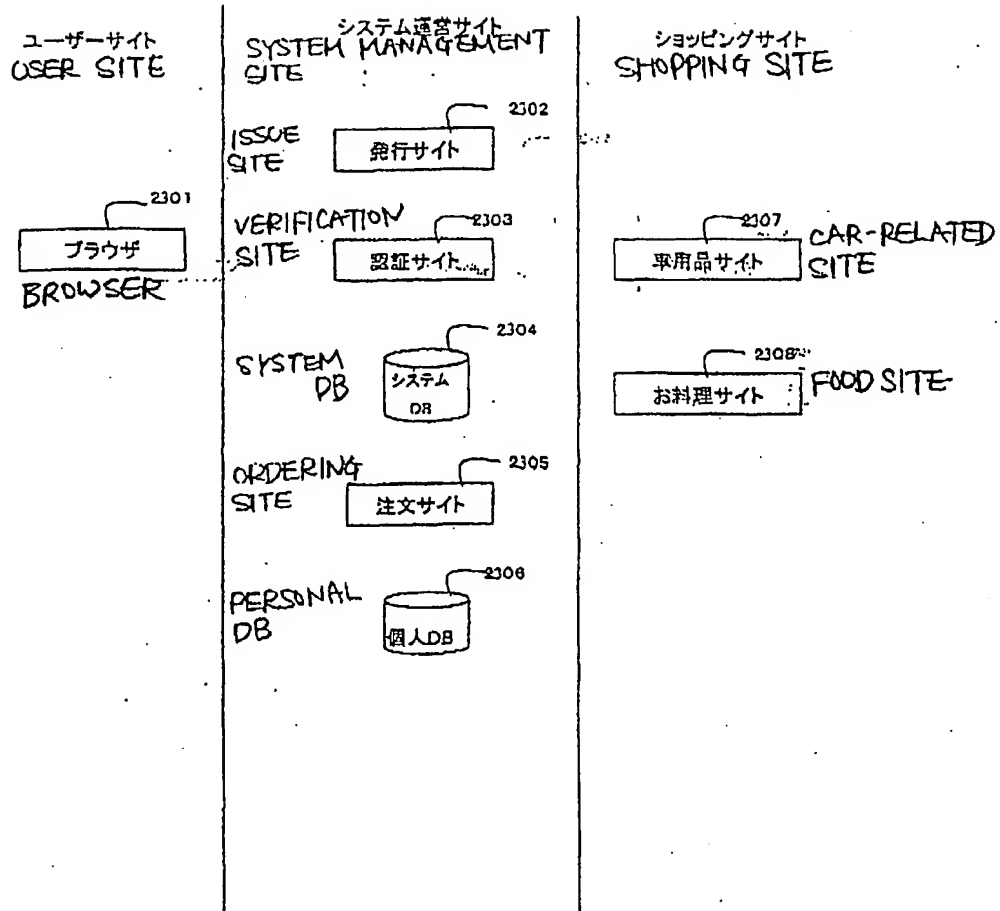 ユーザーサイト
USER SITE
システム運営サイト
SYSTEM MANAGEMENT
SITE
ショッピングサイト
SHOPPING SITE
2302
ISSUE
SITE
発行サイト
2301
ブラウザ
BROWSER
2303
VERIFICATION
SITE
認証サイト
2307
車用品サイト
CAR-RELATED
SITE
2304
SYSTEM
DB
システム
DB
2308
お料理サイト
FOOD SITE
2305
ORDERING
SITE
注文サイト
2306
PERSONAL
DB
個人DB